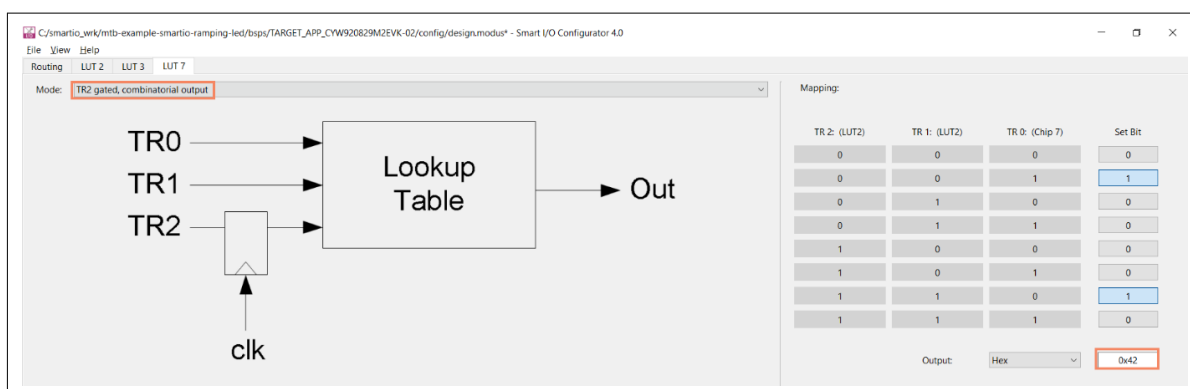 C:/smartio_wrk/mtb-example-smartio-ramping-led/bsps/TARGET_APP_CYW920829M2EVK-02/config/design.modus* - Smart I/O Configurator 4.0
File View Help
Routing LUT 2 LUT 3 LUT 7
Mode: TR2 gated, combinatorial output
TR0
TR1
TR2
Lookup
Table
Out
clk
Mapping:
TR 2: (LUT2) TR 1: (LUT2) TR 0: (Chip 7) Set Bit
0 0 0 0
0 0 1 1
0 1 0 0
0 1 1 0
1 0 0 0
1 0 1 0
1 1 0 1
1 1 1 0
Output: Hex 0x42